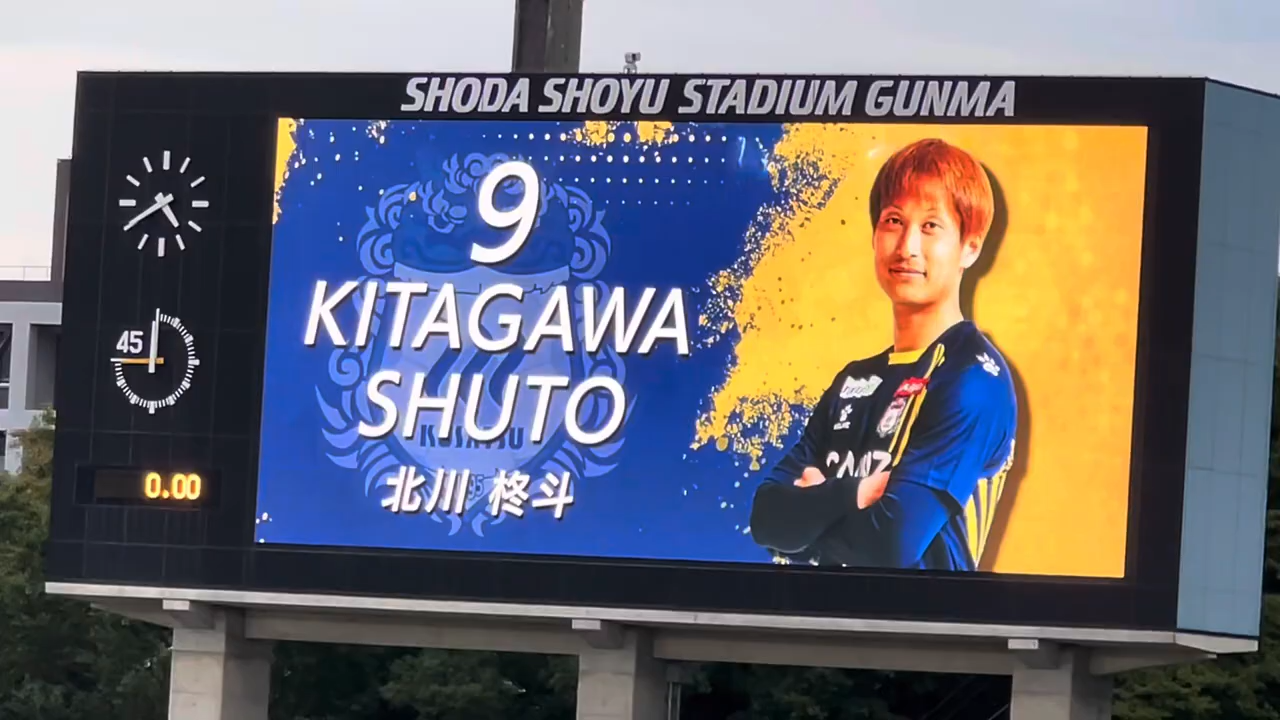 SHODA SHOYU STADIUM GUNMA
9
KITAGAWA
SHUTO
北川 柊斗
45
0.00